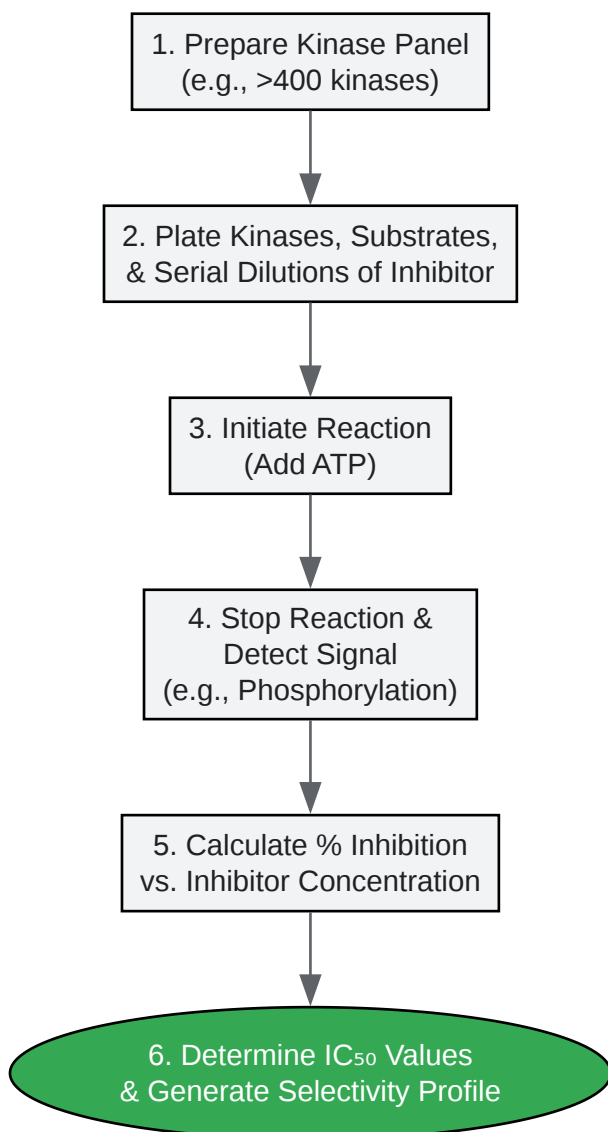 1. Prepare Kinase Panel
(e.g., >400 kinases)
2. Plate Kinases, Substrates,
& Serial Dilutions of Inhibitor
3. Initiate Reaction
(Add ATP)
4. Stop Reaction &
Detect Signal
(e.g., Phosphorylation)
5. Calculate % Inhibition
vs. Inhibitor Concentration
6. Determine IC₅₀ Values
& Generate Selectivity Profile